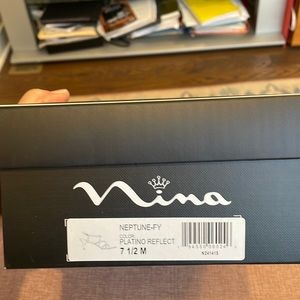 Nina
NEPTUNE-FY
COLOR:
PLATINO REFLECT
7 1/2 M